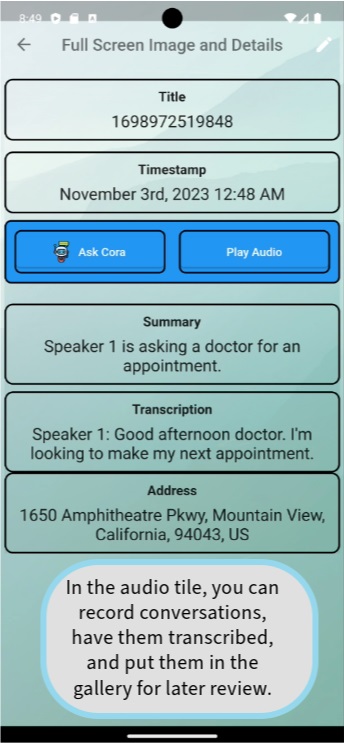 8:49
Full Screen Image and Details
Title
1698972519848
Timestamp
November 3rd, 2023 12:48 AM
Ask Cora
Play Audio
Summary
Speaker 1 is asking a doctor for an
appointment.
Transcription
Speaker 1: Good afternoon doctor. I'm
looking to make my next appointment.
Address
1650 Amphitheatre Pkwy, Mountain View,
California, 94043, US
In the audio tile, you can
record conversations,
have them transcribed,
and put them in the
gallery for later review.